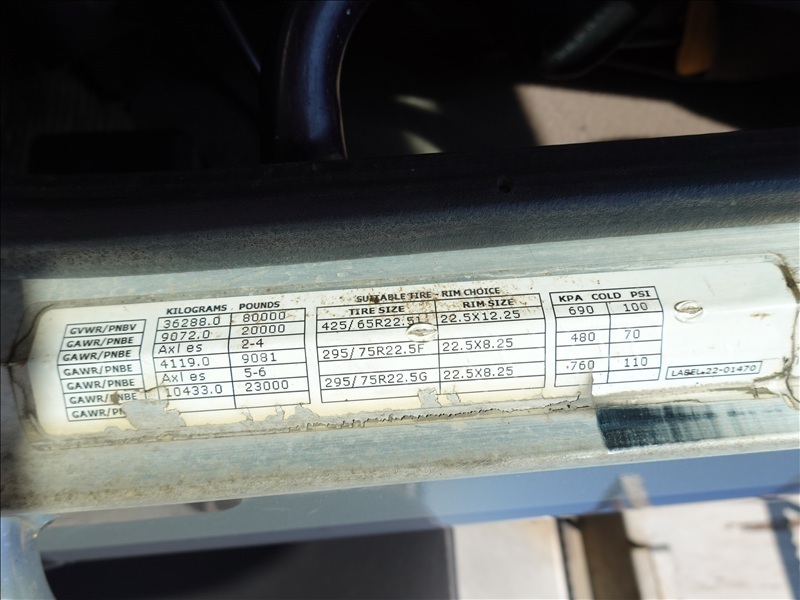 KILOGRAMS POUNDS SUITABLE TIRE - RIM CHOICE
TIRE SIZE RIM SIZE KPA COLD PSI
GVWR/PNBV 36288.0 80000
GAWR/PNBE 9072.0 20000 425/65R22.5 22.5X12.25 690 100
GAWR/PNBE Axles 2-4
GAWR/PNBE 4119.0 9081 295/75R22.5F 22.5X8.25 480 70
GAWR/PNBE Axles 5-6
GAWR/ 10433.0 23000 295/75R22.5G 22.5X8.25 760 110
LABEL:22-01470